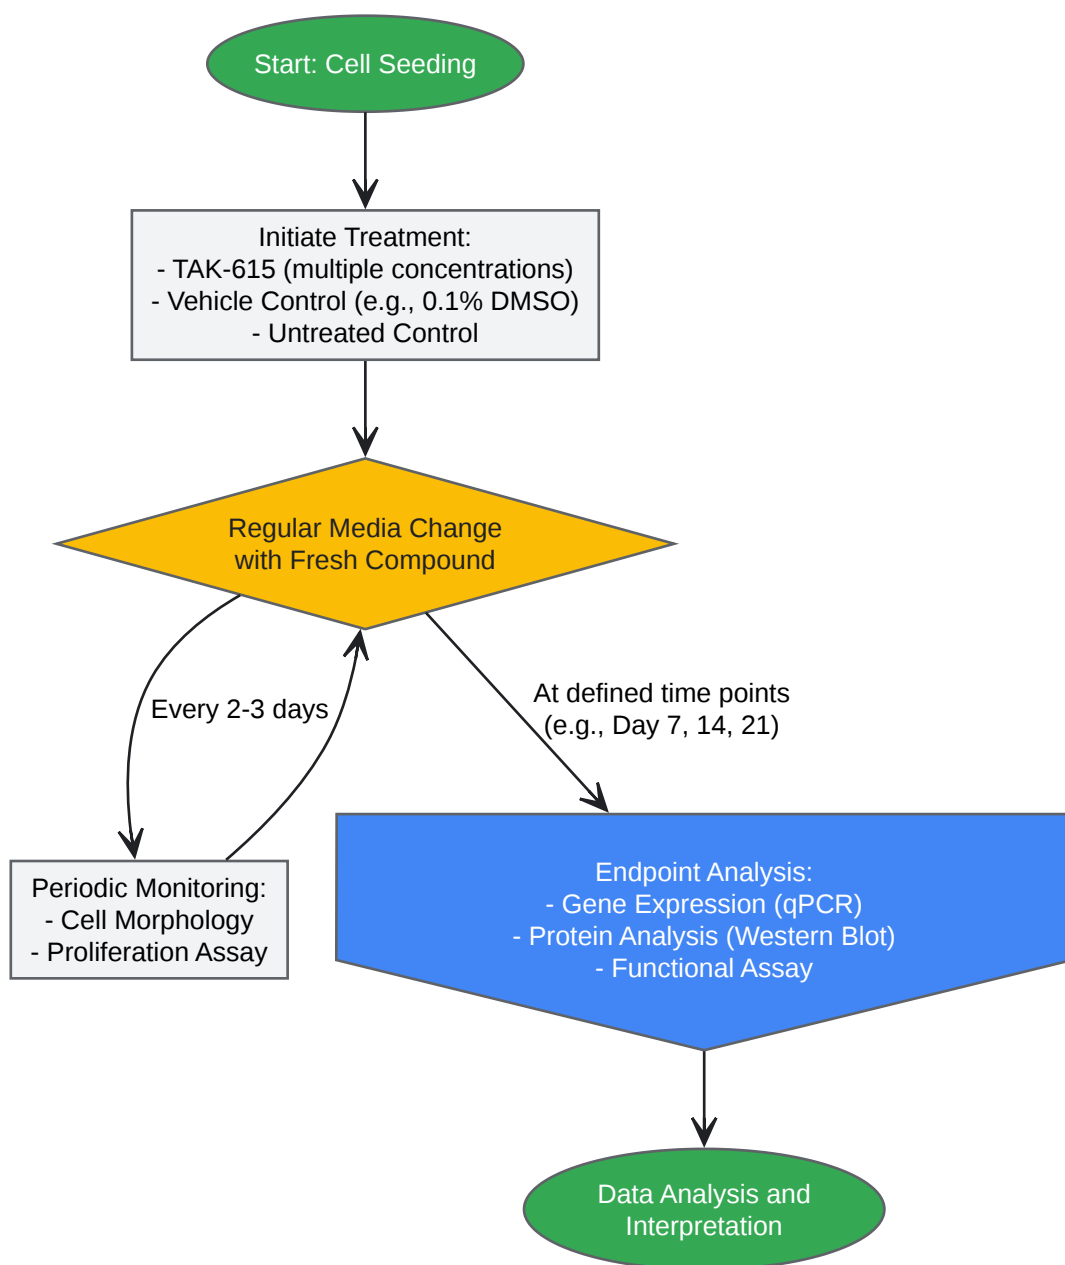 Start: Cell Seeding
Initiate Treatment:
- TAK-615 (multiple concentrations)
- Vehicle Control (e.g., 0.1% DMSO)
- Untreated Control
Regular Media Change
with Fresh Compound
Every 2-3 days
At defined time points
(e.g., Day 7, 14, 21)
Periodic Monitoring:
- Cell Morphology
- Proliferation Assay
Endpoint Analysis:
- Gene Expression (qPCR)
- Protein Analysis (Western Blot)
- Functional Assay
Data Analysis and
Interpretation